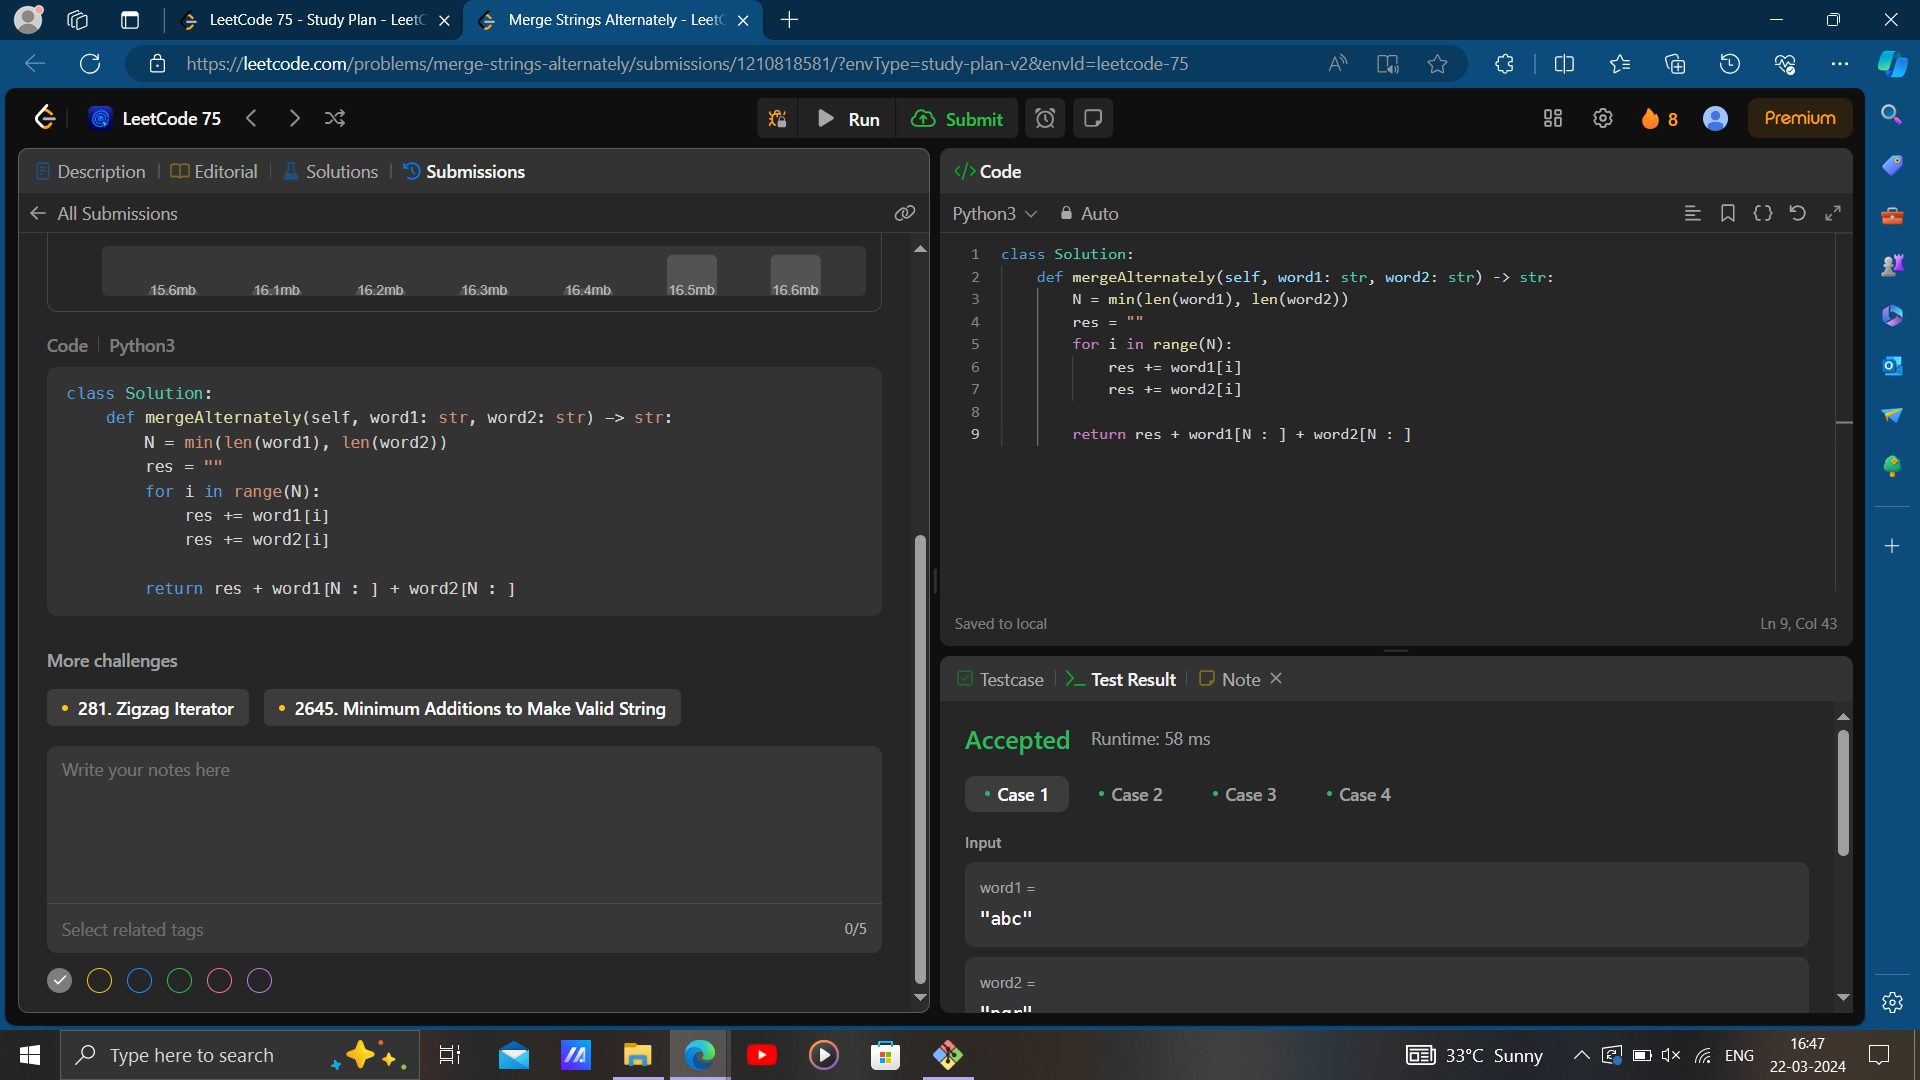 LeetCode 75 - Study Plan - LeetC
Merge Strings Alternately - LeetC
https://leetcode.com/problems/merge-strings-alternately/submissions/1210818581/?envType=study-plan-v2&envId=leetcode-75
LeetCode 75
Run
Submit
8
Premium
Description
Editorial
Solutions
Submissions
All Submissions
15.6mb
16.1mb
16.2mb
16.3mb
16.4mb
16.5mb
16.6mb
Code
Python3
class Solution:
    def mergeAlternately(self, word1: str, word2: str) -> str:
        N = min(len(word1), len(word2))
        res = ""
        for i in range(N):
            res += word1[i]
            res += word2[i]
        return res + word1[N : ] + word2[N : ]
More challenges
281. Zigzag Iterator
2645. Minimum Additions to Make Valid String
Write your notes here
Select related tags
0/5
</> Code
Python3
Auto
1 class Solution:
2     def mergeAlternately(self, word1: str, word2: str) -> str:
3         N = min(len(word1), len(word2))
4         res = ""
5         for i in range(N):
6             res += word1[i]
7             res += word2[i]
8
9         return res + word1[N : ] + word2[N : ]
Saved to local
Ln 9, Col 43
Testcase
Test Result
Note
Accepted
Runtime: 58 ms
Case 1
Case 2
Case 3
Case 4
Input
word1 =
"abc"
word2 =
"pqr"
Type here to search
33°C Sunny
ENG
16:47
22-03-2024